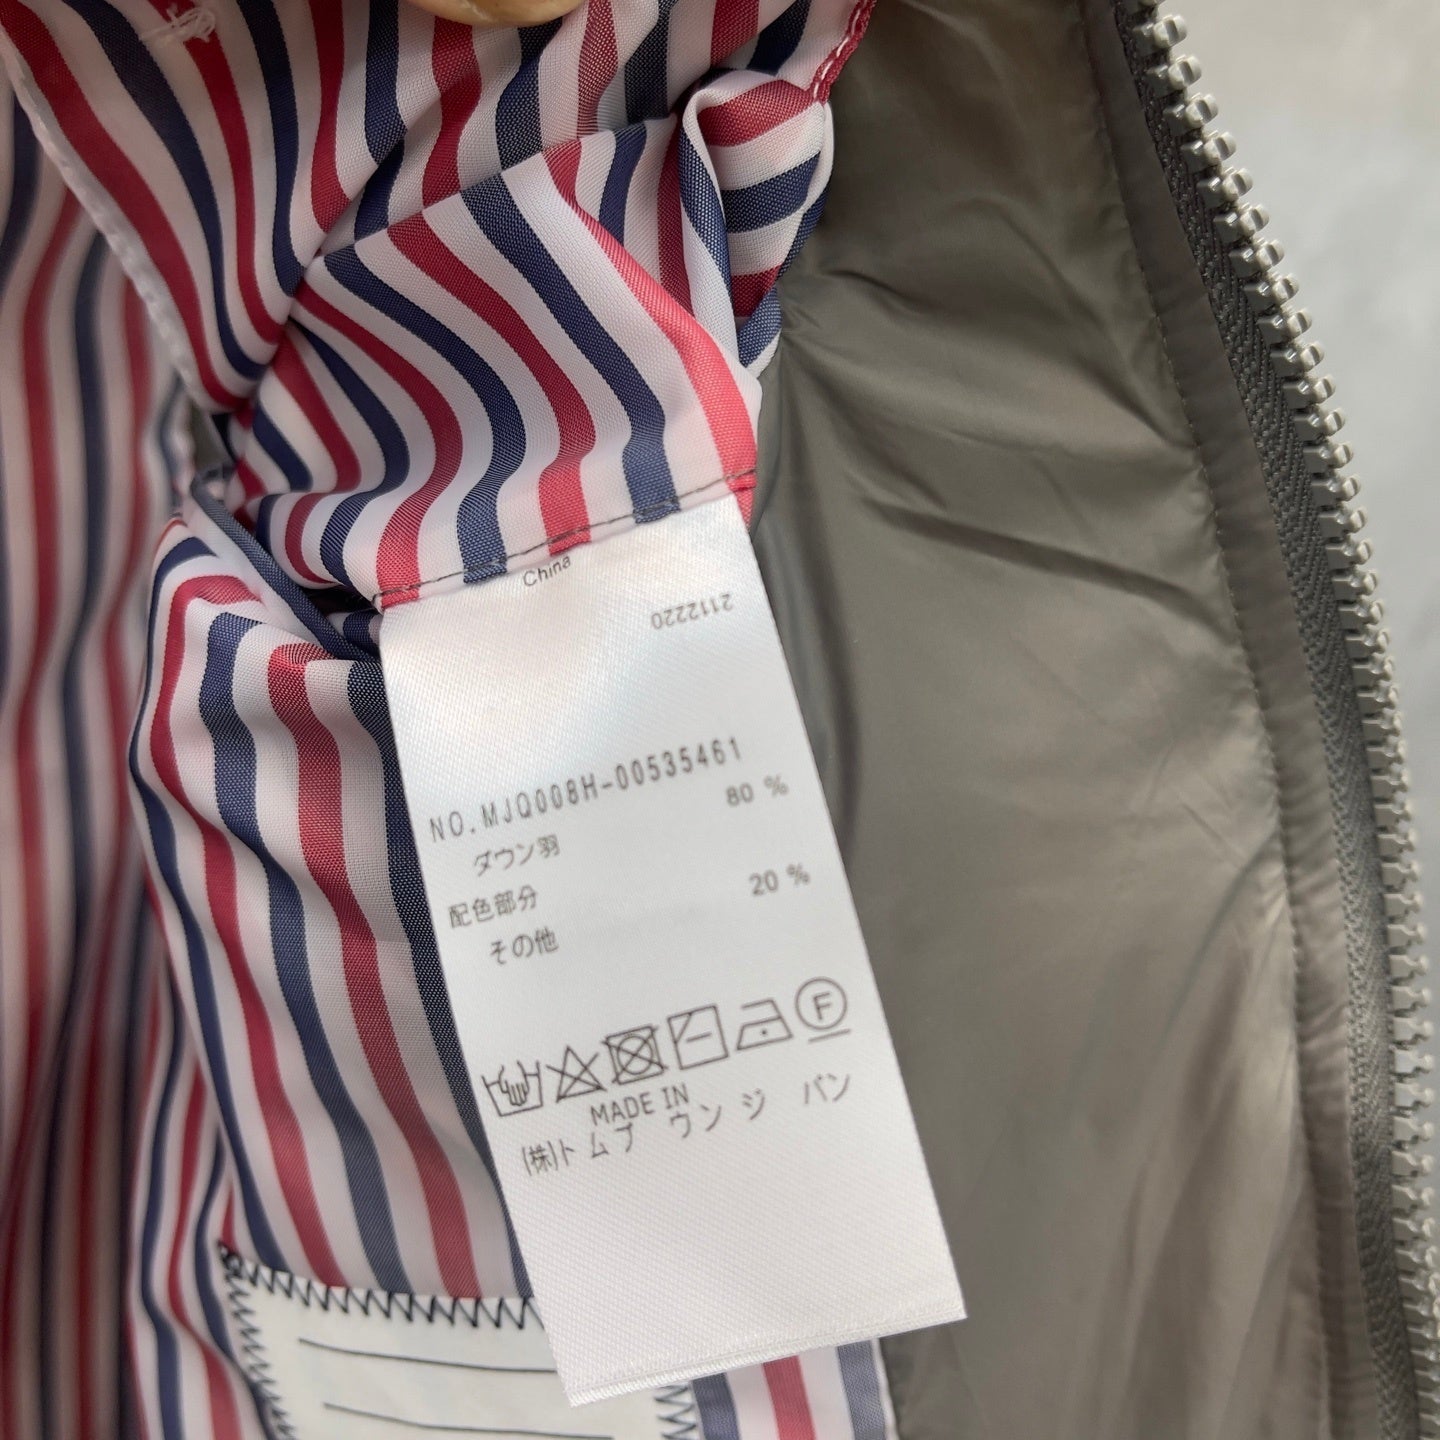 China
2112220
NO.MJQ008H-00535461
ダウン羽 80 %
配色部分
その他 20 %
F
MADE IN
(株)トムブ ウン ジ パン